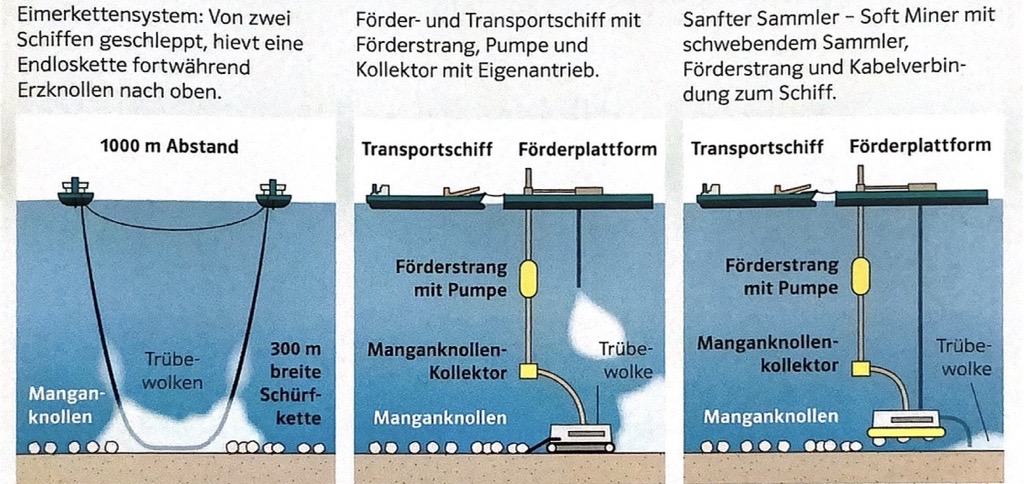 Eimerkettensystem: Von zwei
Schiffen geschleppt, hievt eine
Endloskette fortwährend
Erzknollen nach oben.
1000 m Abstand
Trübe-
wolken
300 m
breite
Schürf-
kette
Mangan-
knollen
Förder- und Transportschiff mit
Förderstrang, Pumpe und
Kollektor mit Eigenantrieb.
Transportschiff Förderplattform
Förderstrang
mit Pumpe
Manganknollen-
Kollektor
Trübe-
wolke
Manganknollen
Sanfter Sammler – Soft Miner mit
schwebendem Sammler,
Förderstrang und Kabelverbin-
dung zum Schiff.
Transportschiff Förderplattform
Förderstrang
mit Pumpe
Manganknollen-
kollektor
Trübe-
wolke
Manganknollen